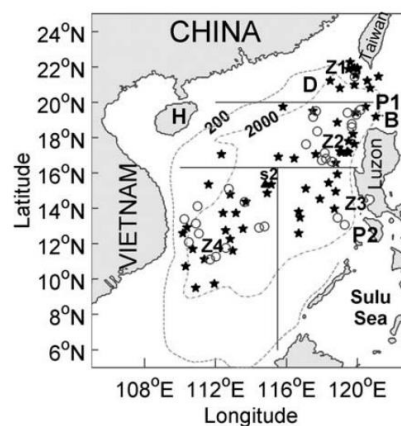 CHINA
Taiwan
24°N
22°N
20°N
18°N
16°N
14°N
12°N
10°N
8°N
6°N
Latitude
Z1
D
P1
H
200
2000
B
Z2
Luzon
VIETNAM
s2
Z3
Z4
P2
Sulu
Sea
108°E
112°E
116°E
120°E
Longitude